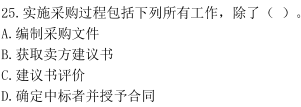 25.实施采购过程包括下列所有工作，除了（ ）。
A.编制采购文件
B.获取卖方建议书
C.建议书评价
D.确定中标者并授予合同